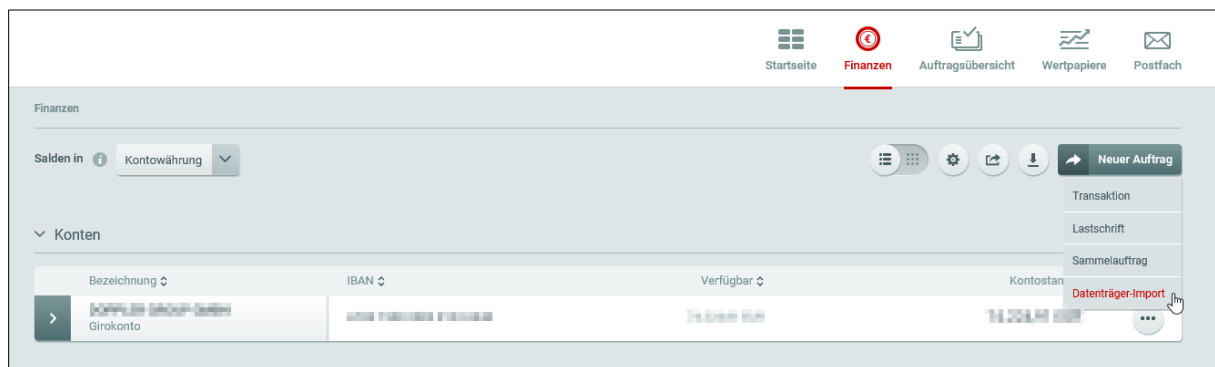 Startseite Finanzen Auftragsübersicht Wertpapiere Postfach
Finanzen
Salden in Kontowährung Neuer Auftrag
Transaktion
Lastschrift
Konten
Sammelauftrag
Bezeichnung IBAN Verfügbar Kontostan
Datenträger-Import
Girokonto